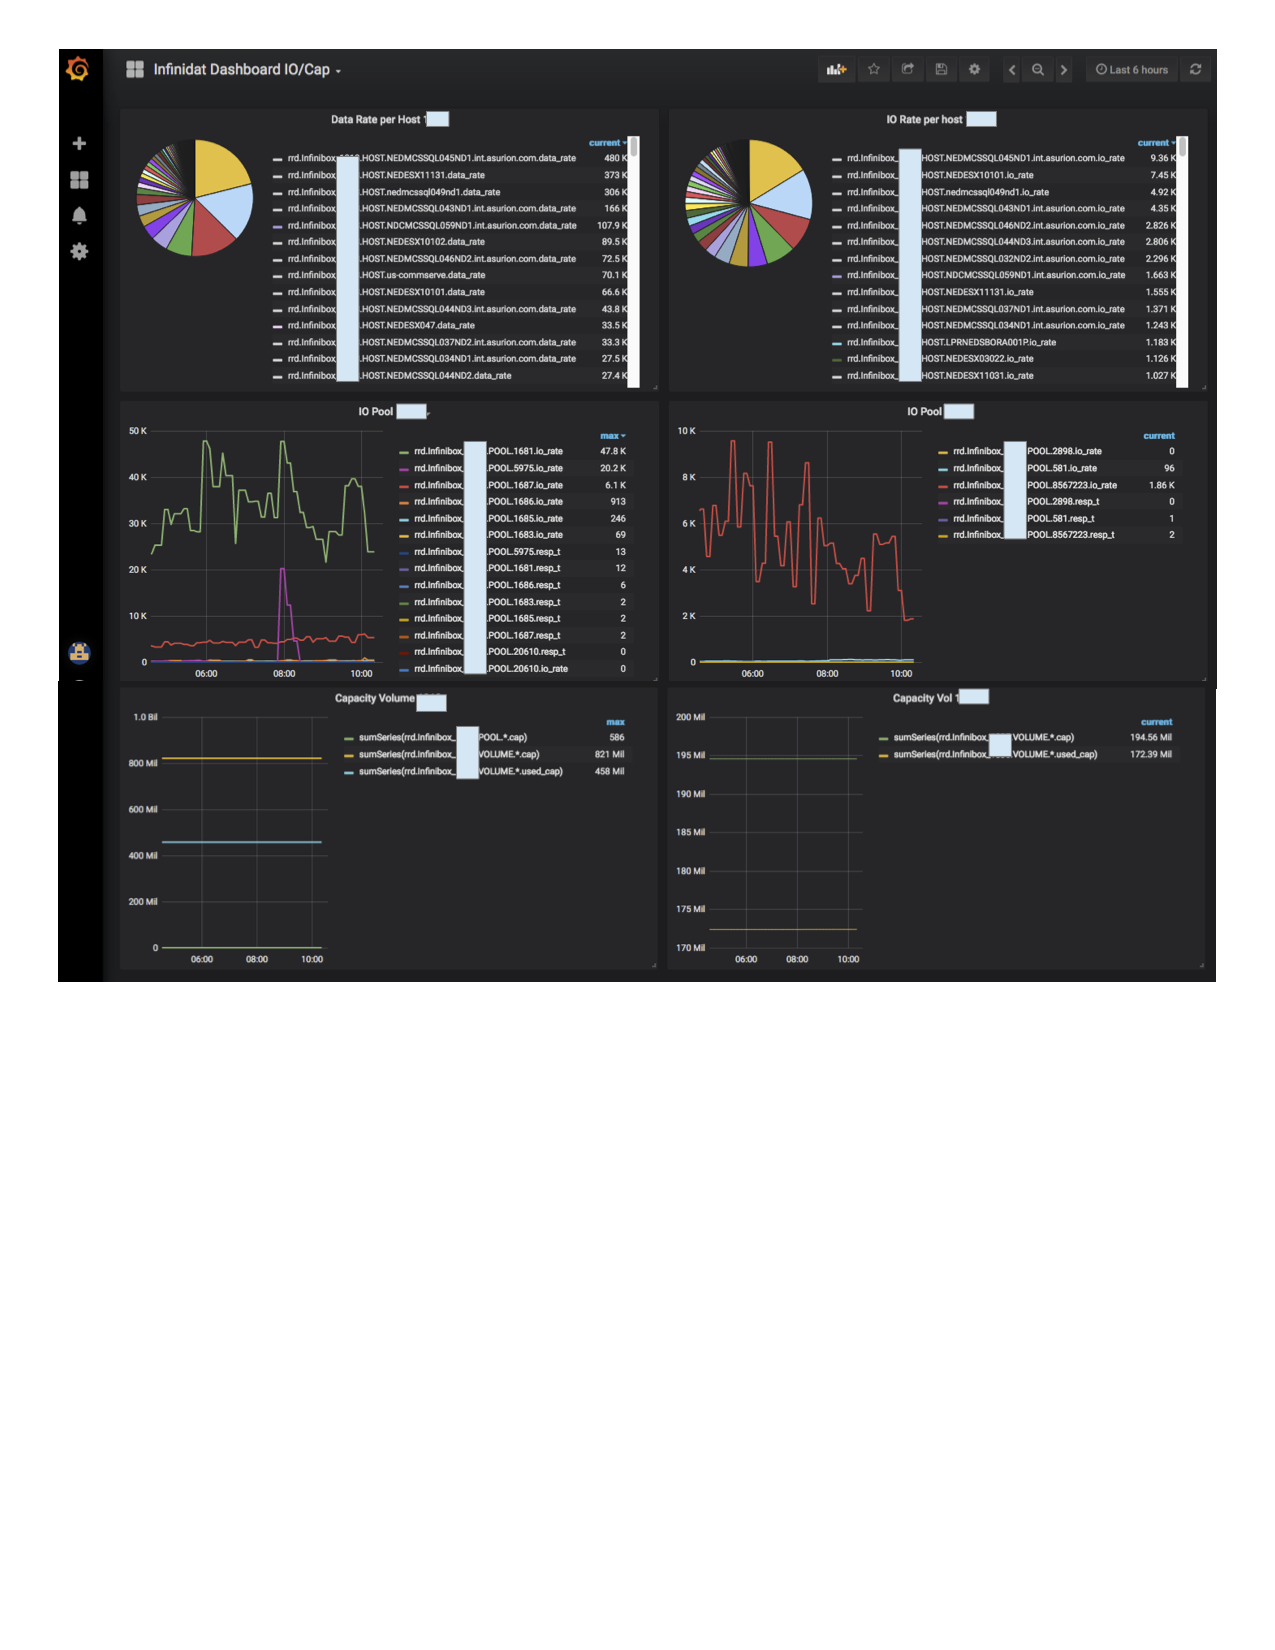 Infinidat Dashboard IO/Cap
Last 6 hours
Data Rate per Host
current
rrd.Infinibox .HOST.NEDMCSSQL045ND1.int.asurion.com.data_rate 480 K
rrd.Infinibox .HOST.NEDESX11131.data_rate 373 K
rrd.Infinibox .HOST.nedmcssql049nd1.data_rate 306 K
rrd.Infinibox .HOST.NEDMCSSQL043ND1.int.asurion.com.data_rate 166 K
rrd.Infinibox .HOST.NDCMCSSQL059ND1.int.asurion.com.data_rate 107.9 K
rrd.Infinibox .HOST.NEDESX10102.data_rate 89.5 K
rrd.Infinibox .HOST.NEDMCSSQL046ND2.int.asurion.com.data_rate 72.5 K
rrd.Infinibox .HOST.us-commserve.data_rate 70.1 K
rrd.Infinibox .HOST.NEDESX10101.data_rate 66.6 K
rrd.Infinibox .HOST.NEDMCSSQL044ND3.int.asurion.com.data_rate 43.8 K
rrd.Infinibox .HOST.NEDESX047.data_rate 33.5 K
rrd.Infinibox .HOST.NEDMCSSQL037ND2.int.asurion.com.data_rate 33.3 K
rrd.Infinibox .HOST.NEDMCSSQL034ND1.int.asurion.com.data_rate 27.5 K
rrd.Infinibox .HOST.NEDMCSSQL044ND2.data_rate 27.4 K
IO Rate per host
current
rrd.Infinibox_ HOST.NEDMCSSQL045ND1.int.asurion.com.io_rate 9.36 K
rrd.Infinibox_ HOST.NEDESX10101.io_rate 7.45 K
rrd.Infinibox_ HOST.nedmcssql049nd1.io_rate 4.92 K
rrd.Infinibox_ HOST.NEDMCSSQL043ND1.int.asurion.com.io_rate 4.35 K
rrd.Infinibox_ HOST.NEDMCSSQL046ND2.int.asurion.com.io_rate 2.826 K
rrd.Infinibox_ HOST.NEDMCSSQL044ND3.int.asurion.com.io_rate 2.806 K
rrd.Infinibox_ HOST.NEDMCSSQL032ND2.int.asurion.com.io_rate 2.296 K
rrd.Infinibox_ HOST.NDCMCSSQL059ND1.int.asurion.com.io_rate 1.663 K
rrd.Infinibox_ HOST.NEDESX11131.io_rate 1.555 K
rrd.Infinibox_ HOST.NEDMCSSQL037ND1.int.asurion.com.io_rate 1.371 K
rrd.Infinibox_ HOST.NEDMCSSQL034ND1.int.asurion.com.io_rate 1.243 K
rrd.Infinibox_ HOST.LPRNEDSBORA001P.io_rate 1.183 K
rrd.Infinibox_ HOST.NEDESX03022.io_rate 1.126 K
rrd.Infinibox_ HOST.NEDESX11031.io_rate 1.027 K
IO Pool
50 K
40 K
30 K
20 K
10 K
0
06:00 08:00 10:00
max
rrd.Infinibox_ .POOL.1681.io_rate 47.8 K
rrd.Infinibox_ .POOL.5975.io_rate 20.2 K
rrd.Infinibox_ .POOL.1687.io_rate 6.1 K
rrd.Infinibox_ .POOL.1686.io_rate 913
rrd.Infinibox_ .POOL.1685.io_rate 246
rrd.Infinibox_ .POOL.1683.io_rate 69
rrd.Infinibox_ .POOL.5975.resp_t 13
rrd.Infinibox_ .POOL.1681.resp_t 12
rrd.Infinibox_ .POOL.1686.resp_t 6
rrd.Infinibox_ .POOL.1683.resp_t 2
rrd.Infinibox_ .POOL.1685.resp_t 2
rrd.Infinibox_ .POOL.1687.resp_t 2
rrd.Infinibox_ .POOL.20610.resp_t 0
rrd.Infinibox_ .POOL.20610.io_rate 0
IO Pool
10 K
8 K
6 K
4 K
2 K
0
06:00 08:00 10:00
current
rrd.Infinibox_ POOL.2898.io_rate 0
rrd.Infinibox_ POOL.581.io_rate 96
rrd.Infinibox_ POOL.8567223.io_rate 1.86 K
rrd.Infinibox_ POOL.2898.resp_t 0
rrd.Infinibox_ POOL.581.resp_t 1
rrd.Infinibox_ POOL.8567223.resp_t 2
Capacity Volume
1.0 Bil
800 Mil
600 Mil
400 Mil
200 Mil
0
06:00 08:00 10:00
max
sumSeries(rrd.Infinibox_ POOL.*.cap) 586
sumSeries(rrd.Infinibox_ VOLUME.*.cap) 821 Mil
sumSeries(rrd.Infinibox_ VOLUME.*.used_cap) 458 Mil
Capacity Vol 1
200 Mil
195 Mil
190 Mil
185 Mil
180 Mil
175 Mil
170 Mil
06:00 08:00 10:00
current
sumSeries(rrd.Infinibox_ VOLUME.*.cap) 194.56 Mil
sumSeries(rrd.Infinibox_ VOLUME.*.used_cap) 172.39 Mil